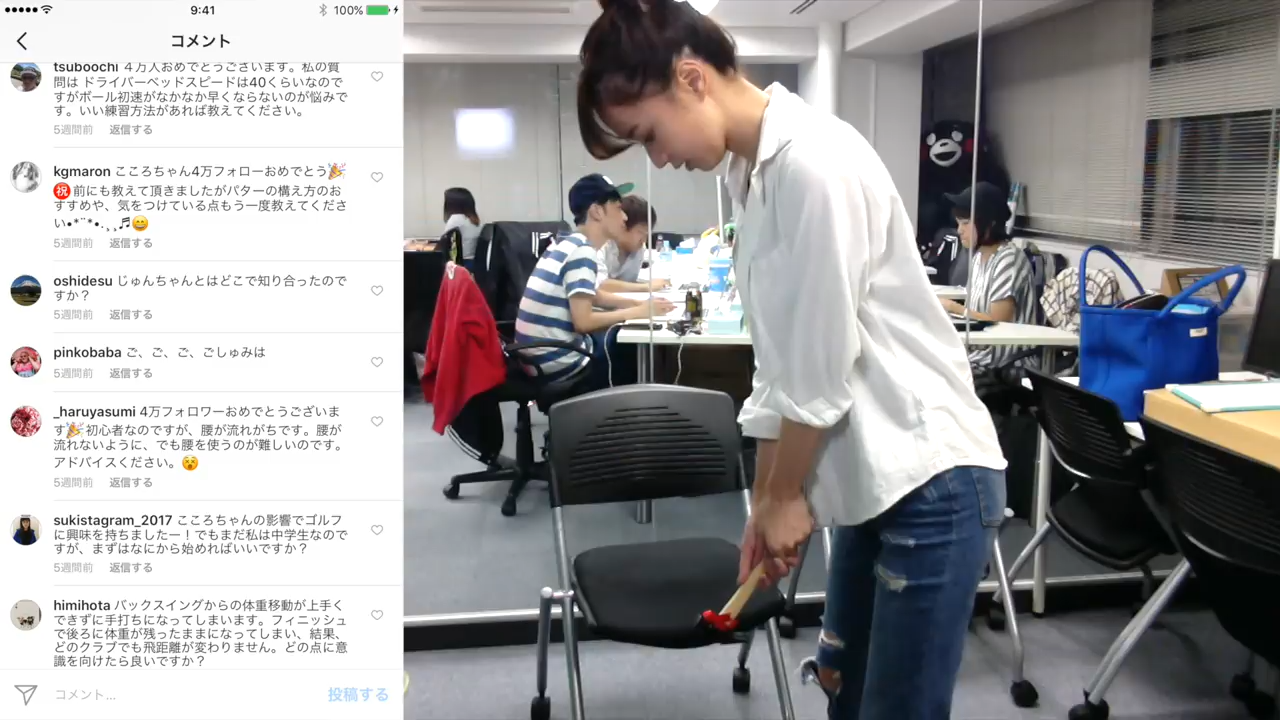 9:41
100%
コメント
tsuboochi 4万人おめでとうございます。私の質
問は ドライバーヘッドスピードは40くらいなので
すがボール初速がなかなか早くならないのが悩みで
す。いい練習方法があれば教えてください。
5週間前 返信する
kgmaron こころちゃん4万フォローおめでとう🎉
㊗️前にも教えて頂きましたがパターの構え方のお
すすめや、気をつけている点もう一度教えてくださ
い•*¨*•.¸¸♬😄
5週間前 返信する
oshidesu じゅんちゃんとはどこで知り合ったので
すか？
5週間前 返信する
pinkobaba ご、ご、ご、ごしゅみは
5週間前 返信する
_haruyasumi 4万フォロワーおめでとうございま
す🎉初心者なのですが、腰が流れがちです。腰が
流れないように、でも腰を使うのが難しいのです。
アドバイスください。😵
5週間前 返信する
sukistagram_2017 こころちゃんの影響でゴルフ
に興味を持ちましたー！でもまだ私は中学生なので
すが、まずはなにから始めればいいですか？
5週間前 返信する
himihota バックスイングからの体重移動が上手く
できずに手打ちになってしまいます。フィニッシュ
で後ろに体重が残ったままになってしまい、結果、
どのクラブでも飛距離が変わりません。どの点に意
識を向けたら良いですか？
コメント...
投稿する